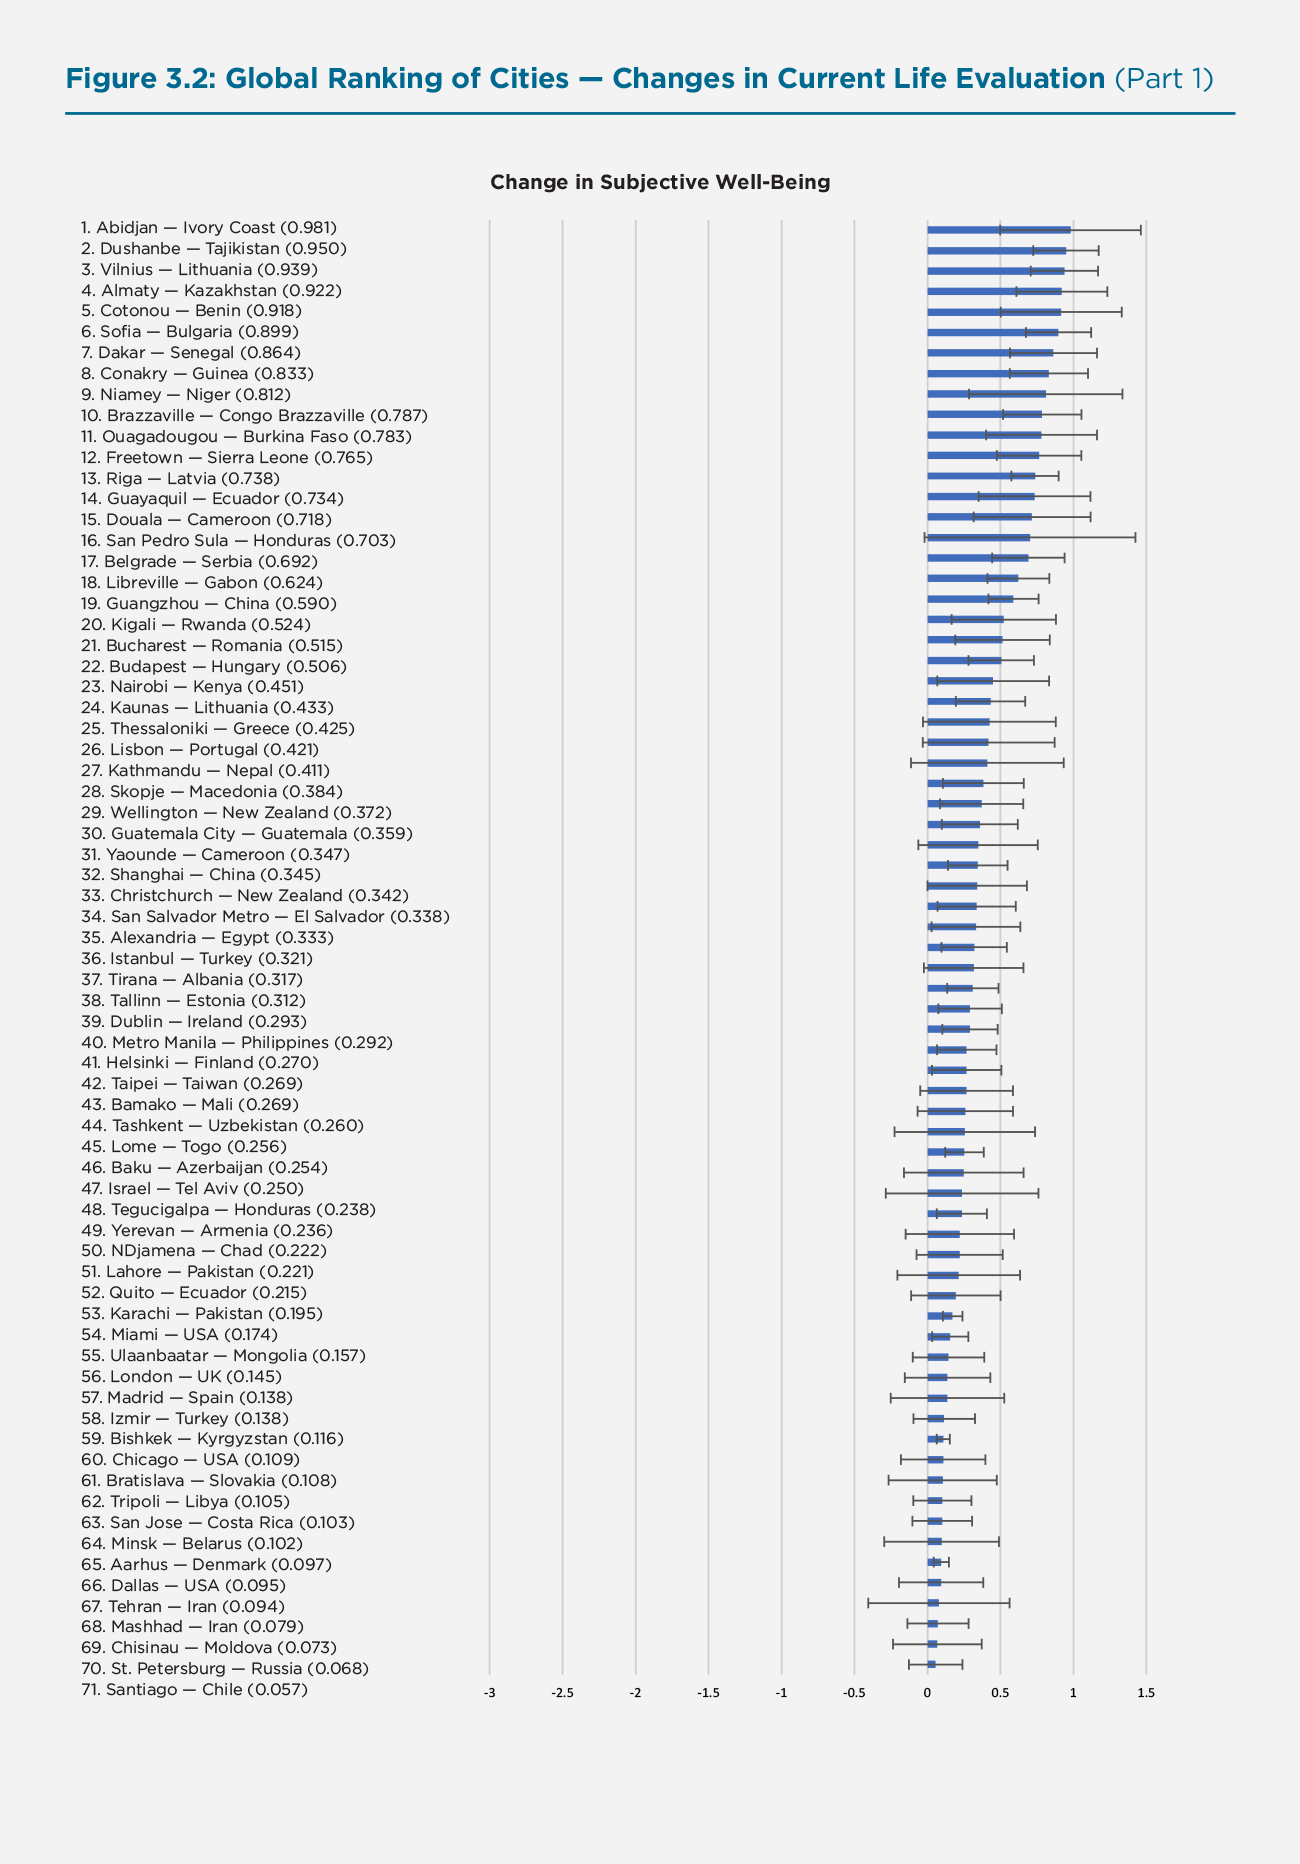 Figure 3.2: Global Ranking of Cities — Changes in Current Life Evaluation (Part 1)
Change in Subjective Well-Being
1. Abidjan — Ivory Coast (0.981)
2. Dushanbe — Tajikistan (0.950)
3. Vilnius — Lithuania (0.939)
4. Almaty — Kazakhstan (0.922)
5. Cotonou — Benin (0.918)
6. Sofia — Bulgaria (0.899)
7. Dakar — Senegal (0.864)
8. Conakry — Guinea (0.833)
9. Niamey — Niger (0.812)
10. Brazzaville — Congo Brazzaville (0.787)
11. Ouagadougou — Burkina Faso (0.783)
12. Freetown — Sierra Leone (0.765)
13. Riga — Latvia (0.738)
14. Guayaquil — Ecuador (0.734)
15. Douala — Cameroon (0.718)
16. San Pedro Sula — Honduras (0.703)
17. Belgrade — Serbia (0.692)
18. Libreville — Gabon (0.624)
19. Guangzhou — China (0.590)
20. Kigali — Rwanda (0.524)
21. Bucharest — Romania (0.515)
22. Budapest — Hungary (0.506)
23. Nairobi — Kenya (0.451)
24. Kaunas — Lithuania (0.433)
25. Thessaloniki — Greece (0.425)
26. Lisbon — Portugal (0.421)
27. Kathmandu — Nepal (0.411)
28. Skopje — Macedonia (0.384)
29. Wellington — New Zealand (0.372)
30. Guatemala City — Guatemala (0.359)
31. Yaounde — Cameroon (0.347)
32. Shanghai — China (0.345)
33. Christchurch — New Zealand (0.342)
34. San Salvador Metro — El Salvador (0.338)
35. Alexandria — Egypt (0.333)
36. Istanbul — Turkey (0.321)
37. Tirana — Albania (0.317)
38. Tallinn — Estonia (0.312)
39. Dublin — Ireland (0.293)
40. Metro Manila — Philippines (0.292)
41. Helsinki — Finland (0.270)
42. Taipei — Taiwan (0.269)
43. Bamako — Mali (0.269)
44. Tashkent — Uzbekistan (0.260)
45. Lome — Togo (0.256)
46. Baku — Azerbaijan (0.254)
47. Israel — Tel Aviv (0.250)
48. Tegucigalpa — Honduras (0.238)
49. Yerevan — Armenia (0.236)
50. NDjamena — Chad (0.222)
51. Lahore — Pakistan (0.221)
52. Quito — Ecuador (0.215)
53. Karachi — Pakistan (0.195)
54. Miami — USA (0.174)
55. Ulaanbaatar — Mongolia (0.157)
56. London — UK (0.145)
57. Madrid — Spain (0.138)
58. Izmir — Turkey (0.138)
59. Bishkek — Kyrgyzstan (0.116)
60. Chicago — USA (0.109)
61. Bratislava — Slovakia (0.108)
62. Tripoli — Libya (0.105)
63. San Jose — Costa Rica (0.103)
64. Minsk — Belarus (0.102)
65. Aarhus — Denmark (0.097)
66. Dallas — USA (0.095)
67. Tehran — Iran (0.094)
68. Mashhad — Iran (0.079)
69. Chisinau — Moldova (0.073)
70. St. Petersburg — Russia (0.068)
71. Santiago — Chile (0.057)
-3 -2.5 -2 -1.5 -1 -0.5 0 0.5 1 1.5